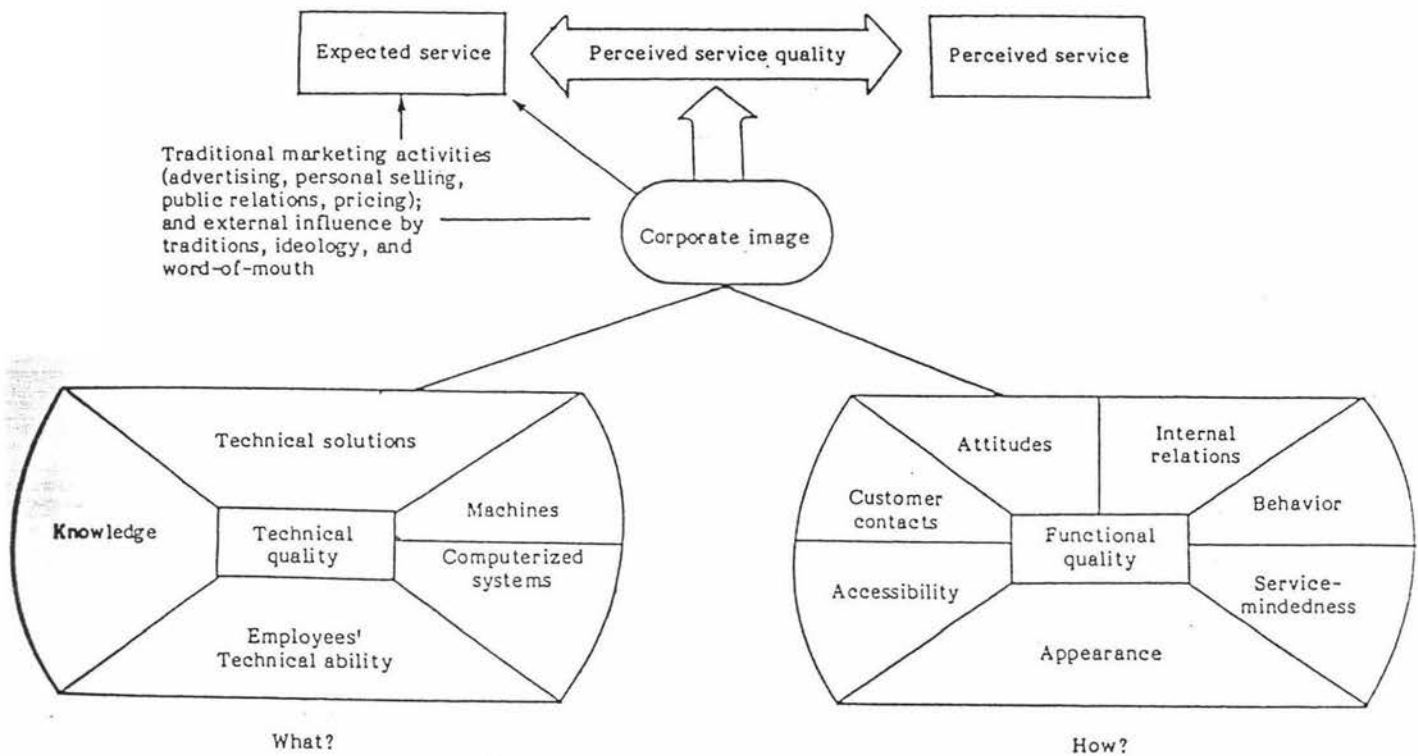 Expected service
Perceived service quality
Perceived service
Traditional marketing activities
(advertising, personal selling,
public relations, pricing);
and external influence by
traditions, ideology, and
word-of-mouth
Corporate image
Technical solutions
Knowledge
Technical
quality
Machines
Computerized
systems
Employees'
Technical ability
What?
Attitudes
Internal
relations
Customer
contacts
Functional
quality
Behavior
Accessibility
Service-
mindedness
Appearance
How?